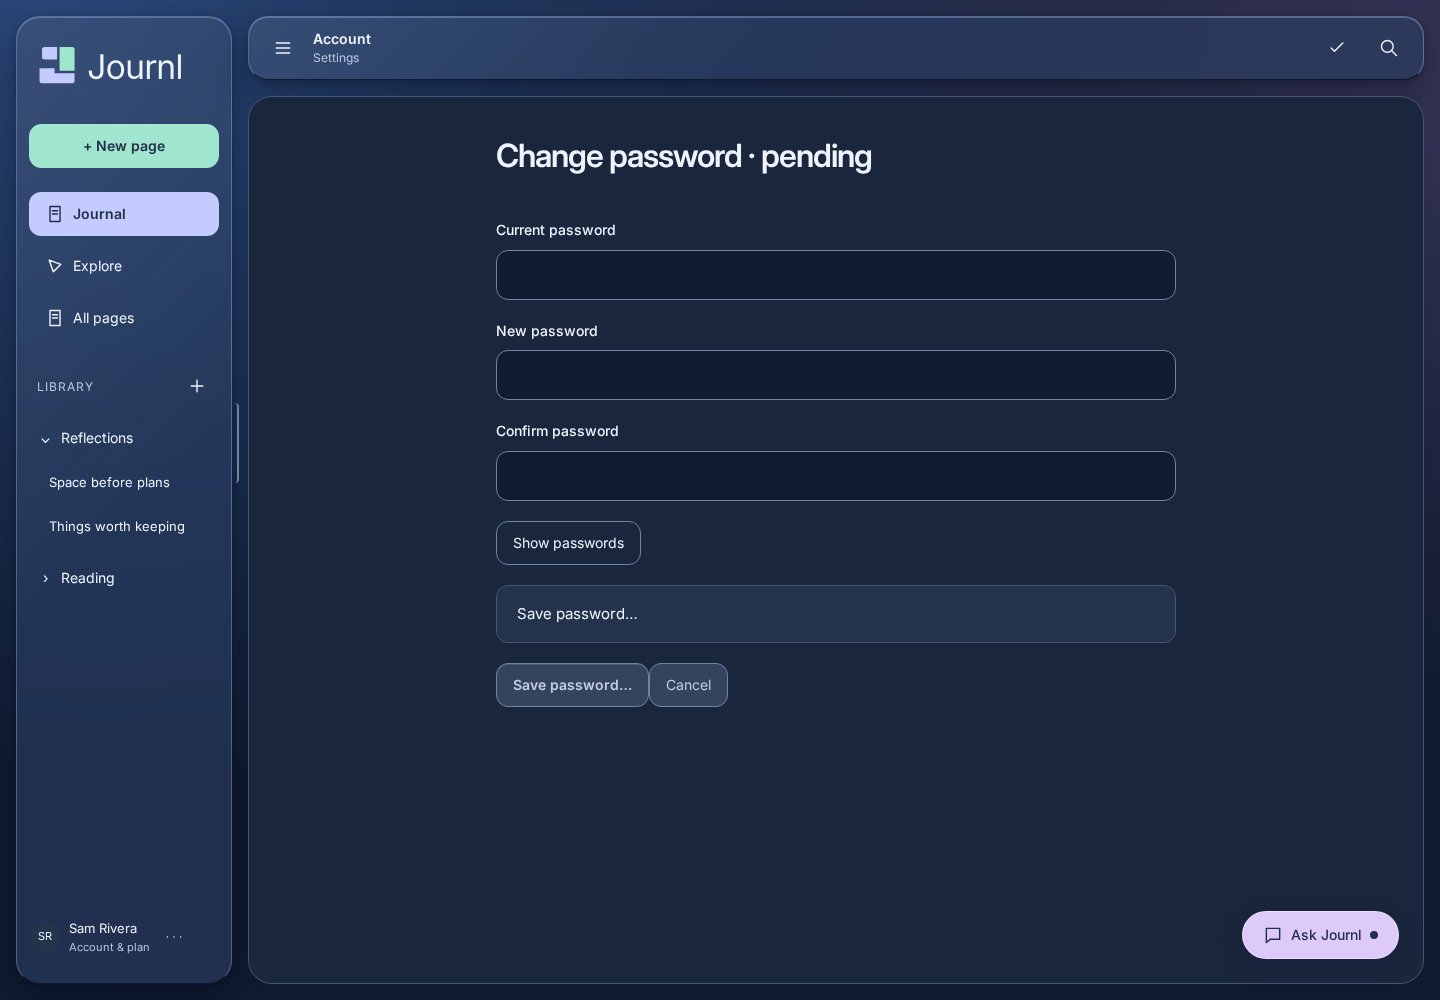 Journl
+ New page
Journal
Explore
All pages
LIBRARY
Reflections
Space before plans
Things worth keeping
Reading
SR
Sam Rivera
Account & plan
...
Account
Settings
Change password · pending
Current password
New password
Confirm password
Show passwords
Save password...
Save password...
Cancel
Ask Journl